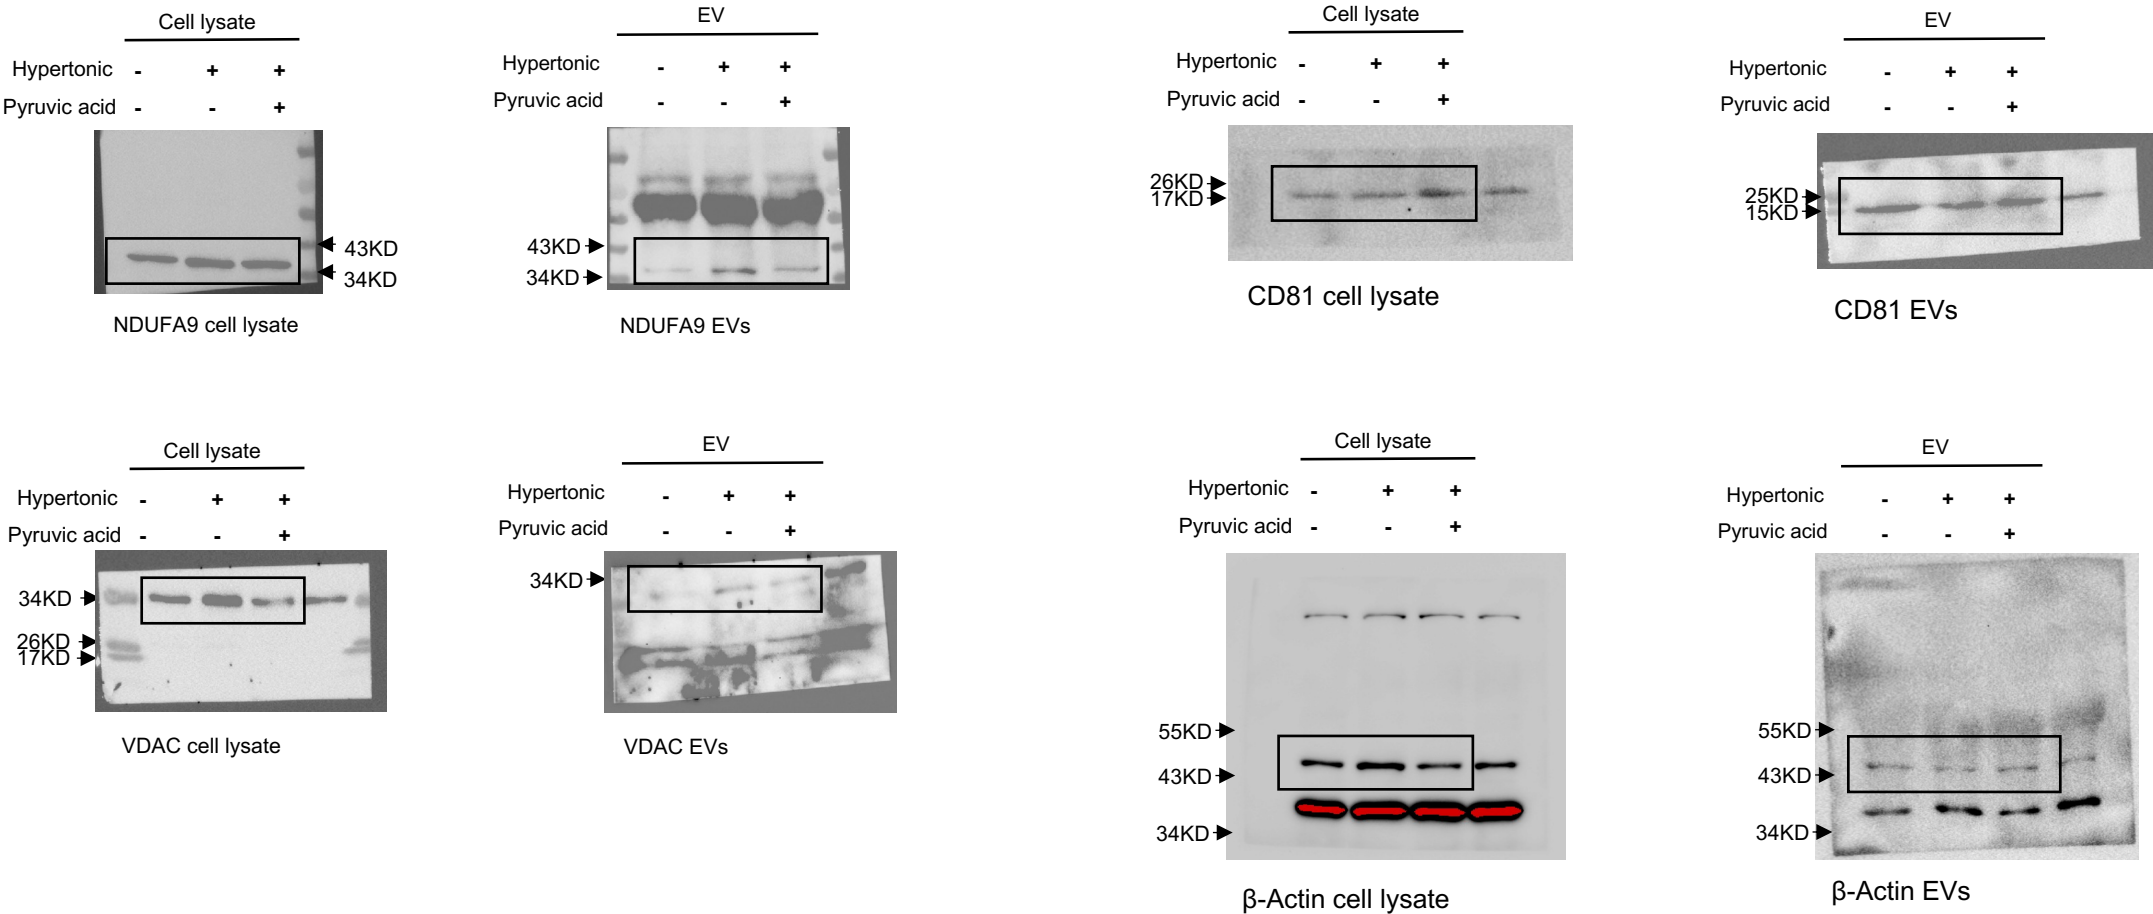 Cell lysate
Hypertonic - + +
Pyruvic acid - - +
43KD
34KD
NDUFA9 cell lysate
EV
Hypertonic - + +
Pyruvic acid - - +
43KD
34KD
NDUFA9 EVs
Cell lysate
Hypertonic - + +
Pyruvic acid - - +
26KD
17KD
CD81 cell lysate
EV
Hypertonic - + +
Pyruvic acid - - +
25KD
15KD
CD81 EVs
Cell lysate
Hypertonic - + +
Pyruvic acid - - +
34KD
26KD
17KD
VDAC cell lysate
EV
Hypertonic - + +
Pyruvic acid - - +
34KD
VDAC EVs
Cell lysate
Hypertonic - + +
Pyruvic acid - - +
55KD
43KD
34KD
β-Actin cell lysate
EV
Hypertonic - + +
Pyruvic acid - - +
55KD
43KD
34KD
β-Actin EVs